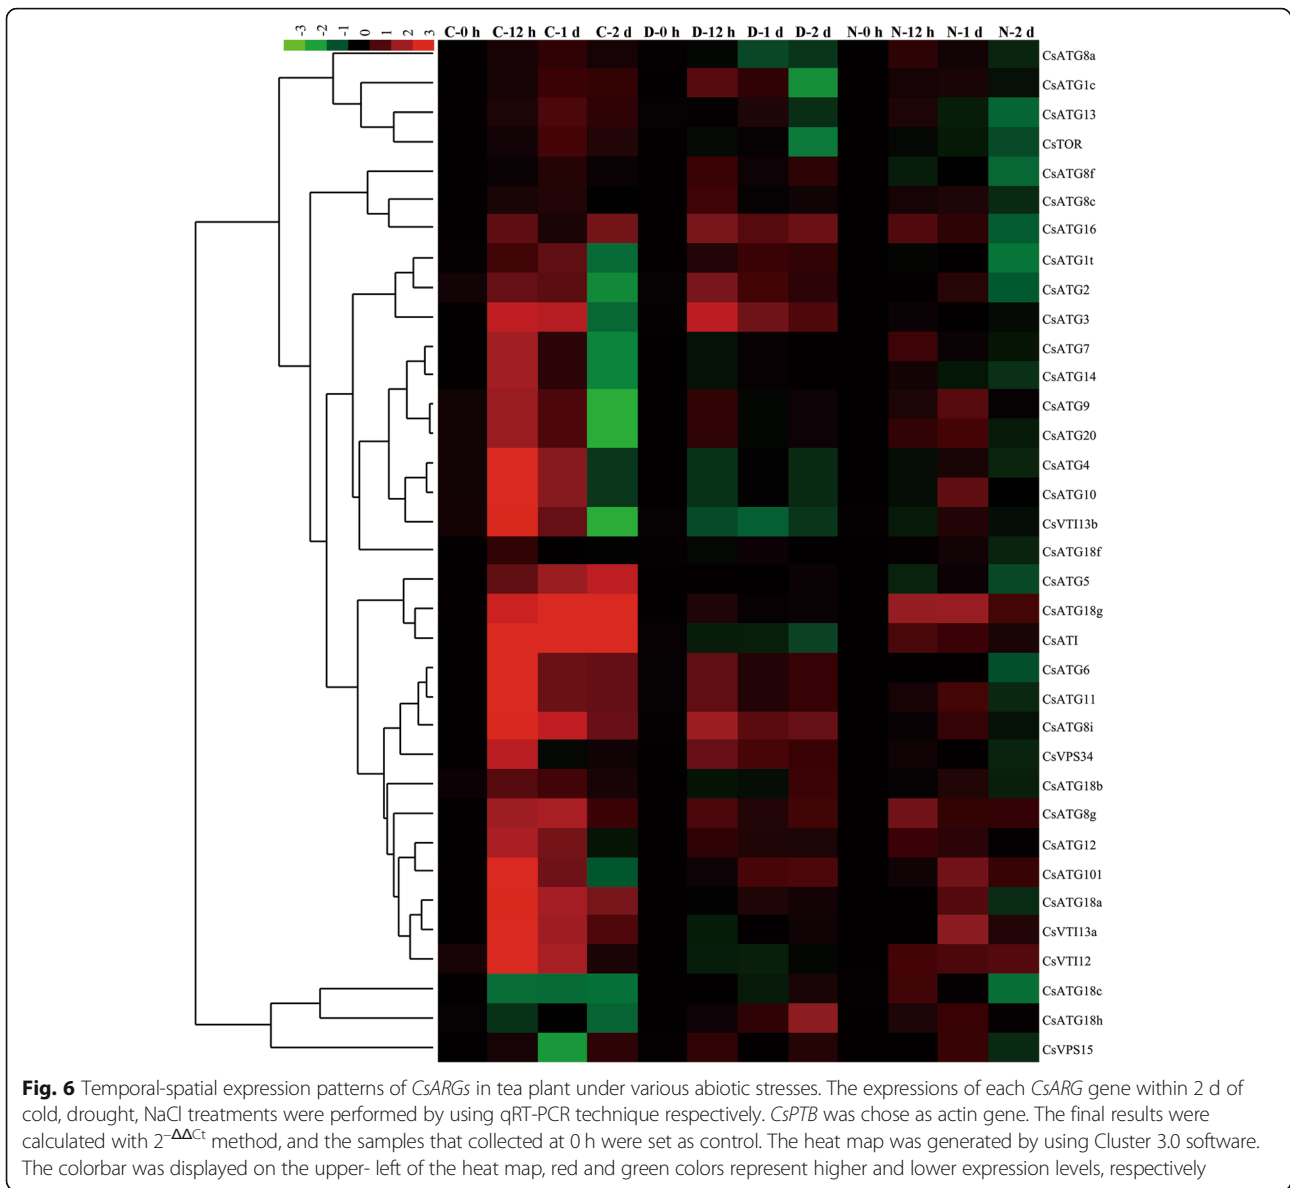 -3 -2 -1 0 1 2 3
C-0 h C-12 h C-1 d C-2 d D-0 h D-12 h D-1 d D-2 d N-0 h N-12 h N-1 d N-2 d
CsATG8a
CsATG1c
CsATG13
CsTOR
CsATG8f
CsATG8c
CsATG16
CsATG1t
CsATG2
CsATG3
CsATG7
CsATG14
CsATG9
CsATG20
CsATG4
CsATG10
CsVTI13b
CsATG18f
CsATG5
CsATG18g
CsATI
CsATG6
CsATG11
CsATG8i
CsVPS34
CsATG18b
CsATG8g
CsATG12
CsATG101
CsATG18a
CsVTI13a
CsVTI12
CsATG18c
CsATG18h
CsVPS15
Fig. 6 Temporal-spatial expression patterns of CsARGs in tea plant under various abiotic stresses. The expressions of each CsARG gene within 2 d of
cold, drought, NaCl treatments were performed by using qRT-PCR technique respectively. CsPTB was chose as actin gene. The final results were
calculated with 2−ΔΔCt method, and the samples that collected at 0 h were set as control. The heat map was generated by using Cluster 3.0 software.
The colorbar was displayed on the upper- left of the heat map, red and green colors represent higher and lower expression levels, respectively